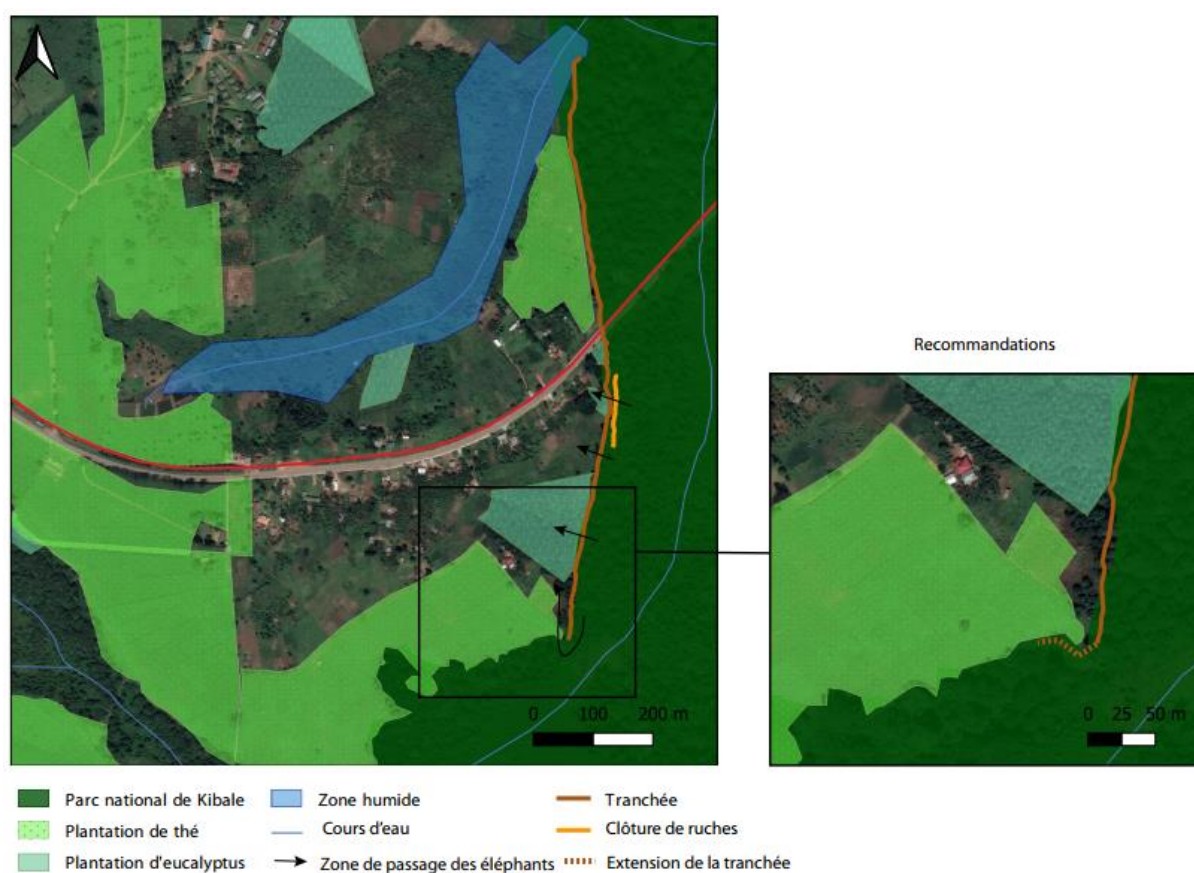 Recommandations
0 100 200 m
0 25 50 m
Parc national de Kibale
Zone humide
Tranchée
Plantation de thé
Cours d'eau
Clôture de ruches
Plantation d'eucalyptus
Zone de passage des éléphants
Extension de la tranchée